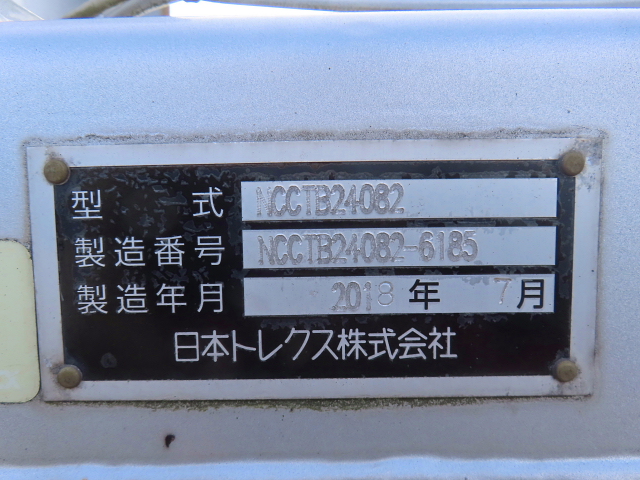 型 式 NCCTB24082
製造番号 NCCTB24082-6185
製造年月 2018年 7月
日本トレクス株式会社